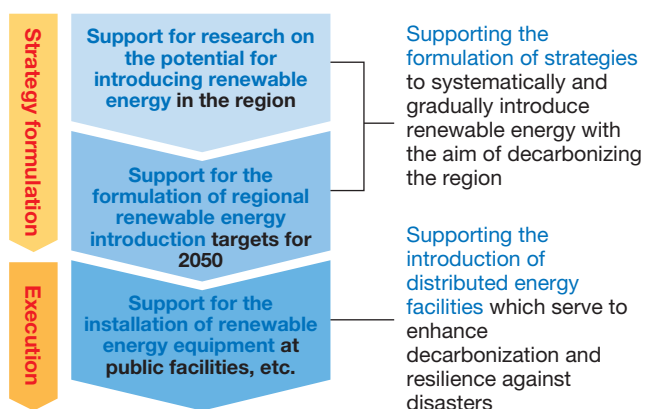 Strategy formulation
Support for research on
the potential for
introducing renewable
energy in the region
Support for the
formulation of regional
renewable energy
introduction targets for
2050
Supporting the
formulation of strategies
to systematically and
gradually introduce
renewable energy with
the aim of decarbonizing
the region
Execution
Support for the
installation of renewable
energy equipment at
public facilities, etc.
Supporting the
introduction of
distributed energy
facilities which serve to
enhance
decarbonization and
resilience against
disasters